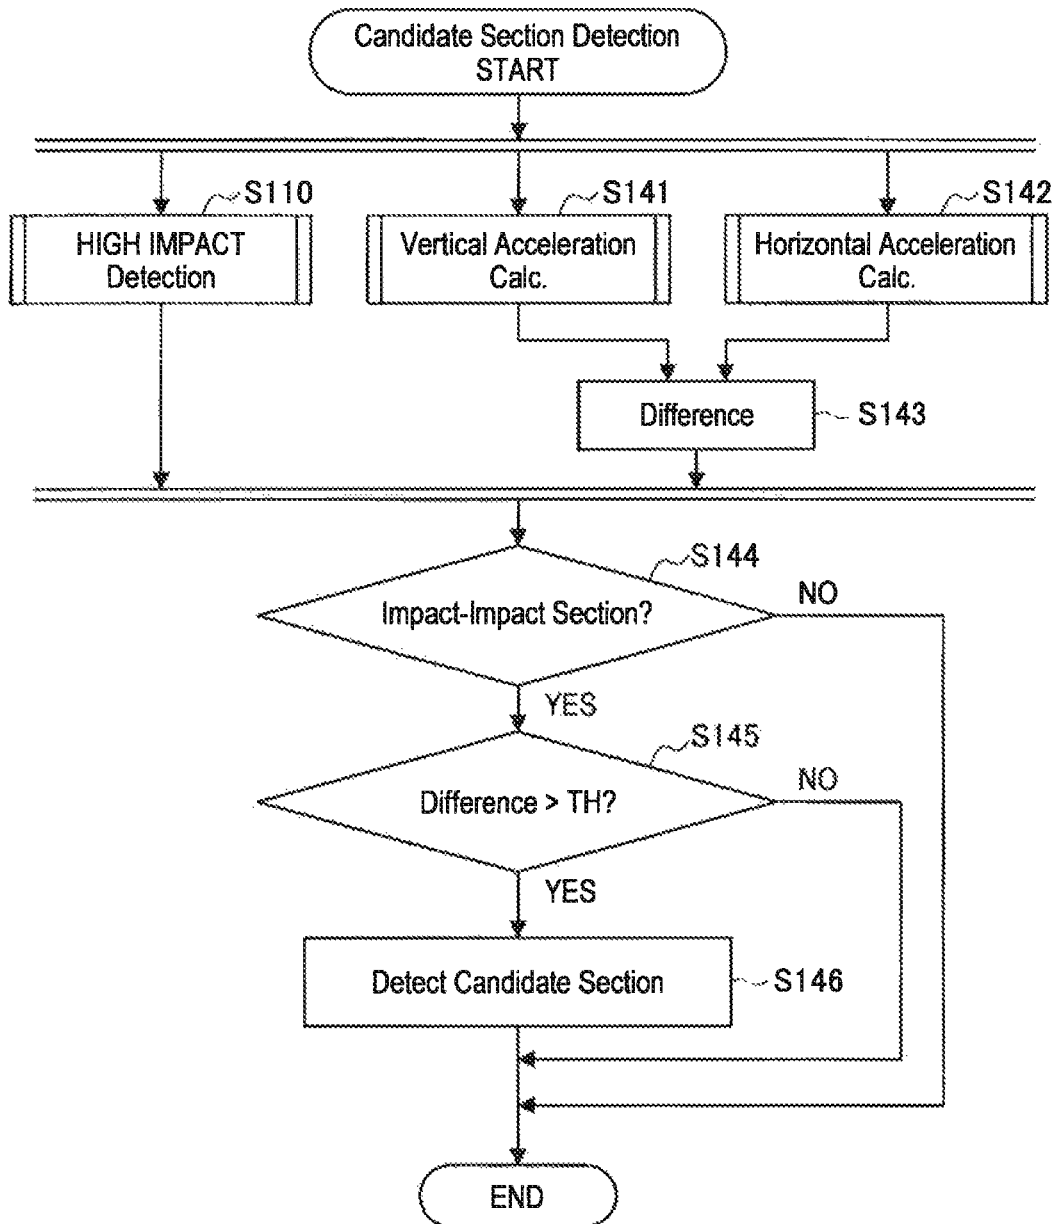 Candidate Section Detection
START
S110
S141
S142
HIGH IMPACT
Detection
Vertical Acceleration
Calc.
Horizontal Acceleration
Calc.
Difference
S143
S144
Impact-Impact Section?
NO
YES
S145
Difference > TH?
NO
YES
Detect Candidate Section
S146
END